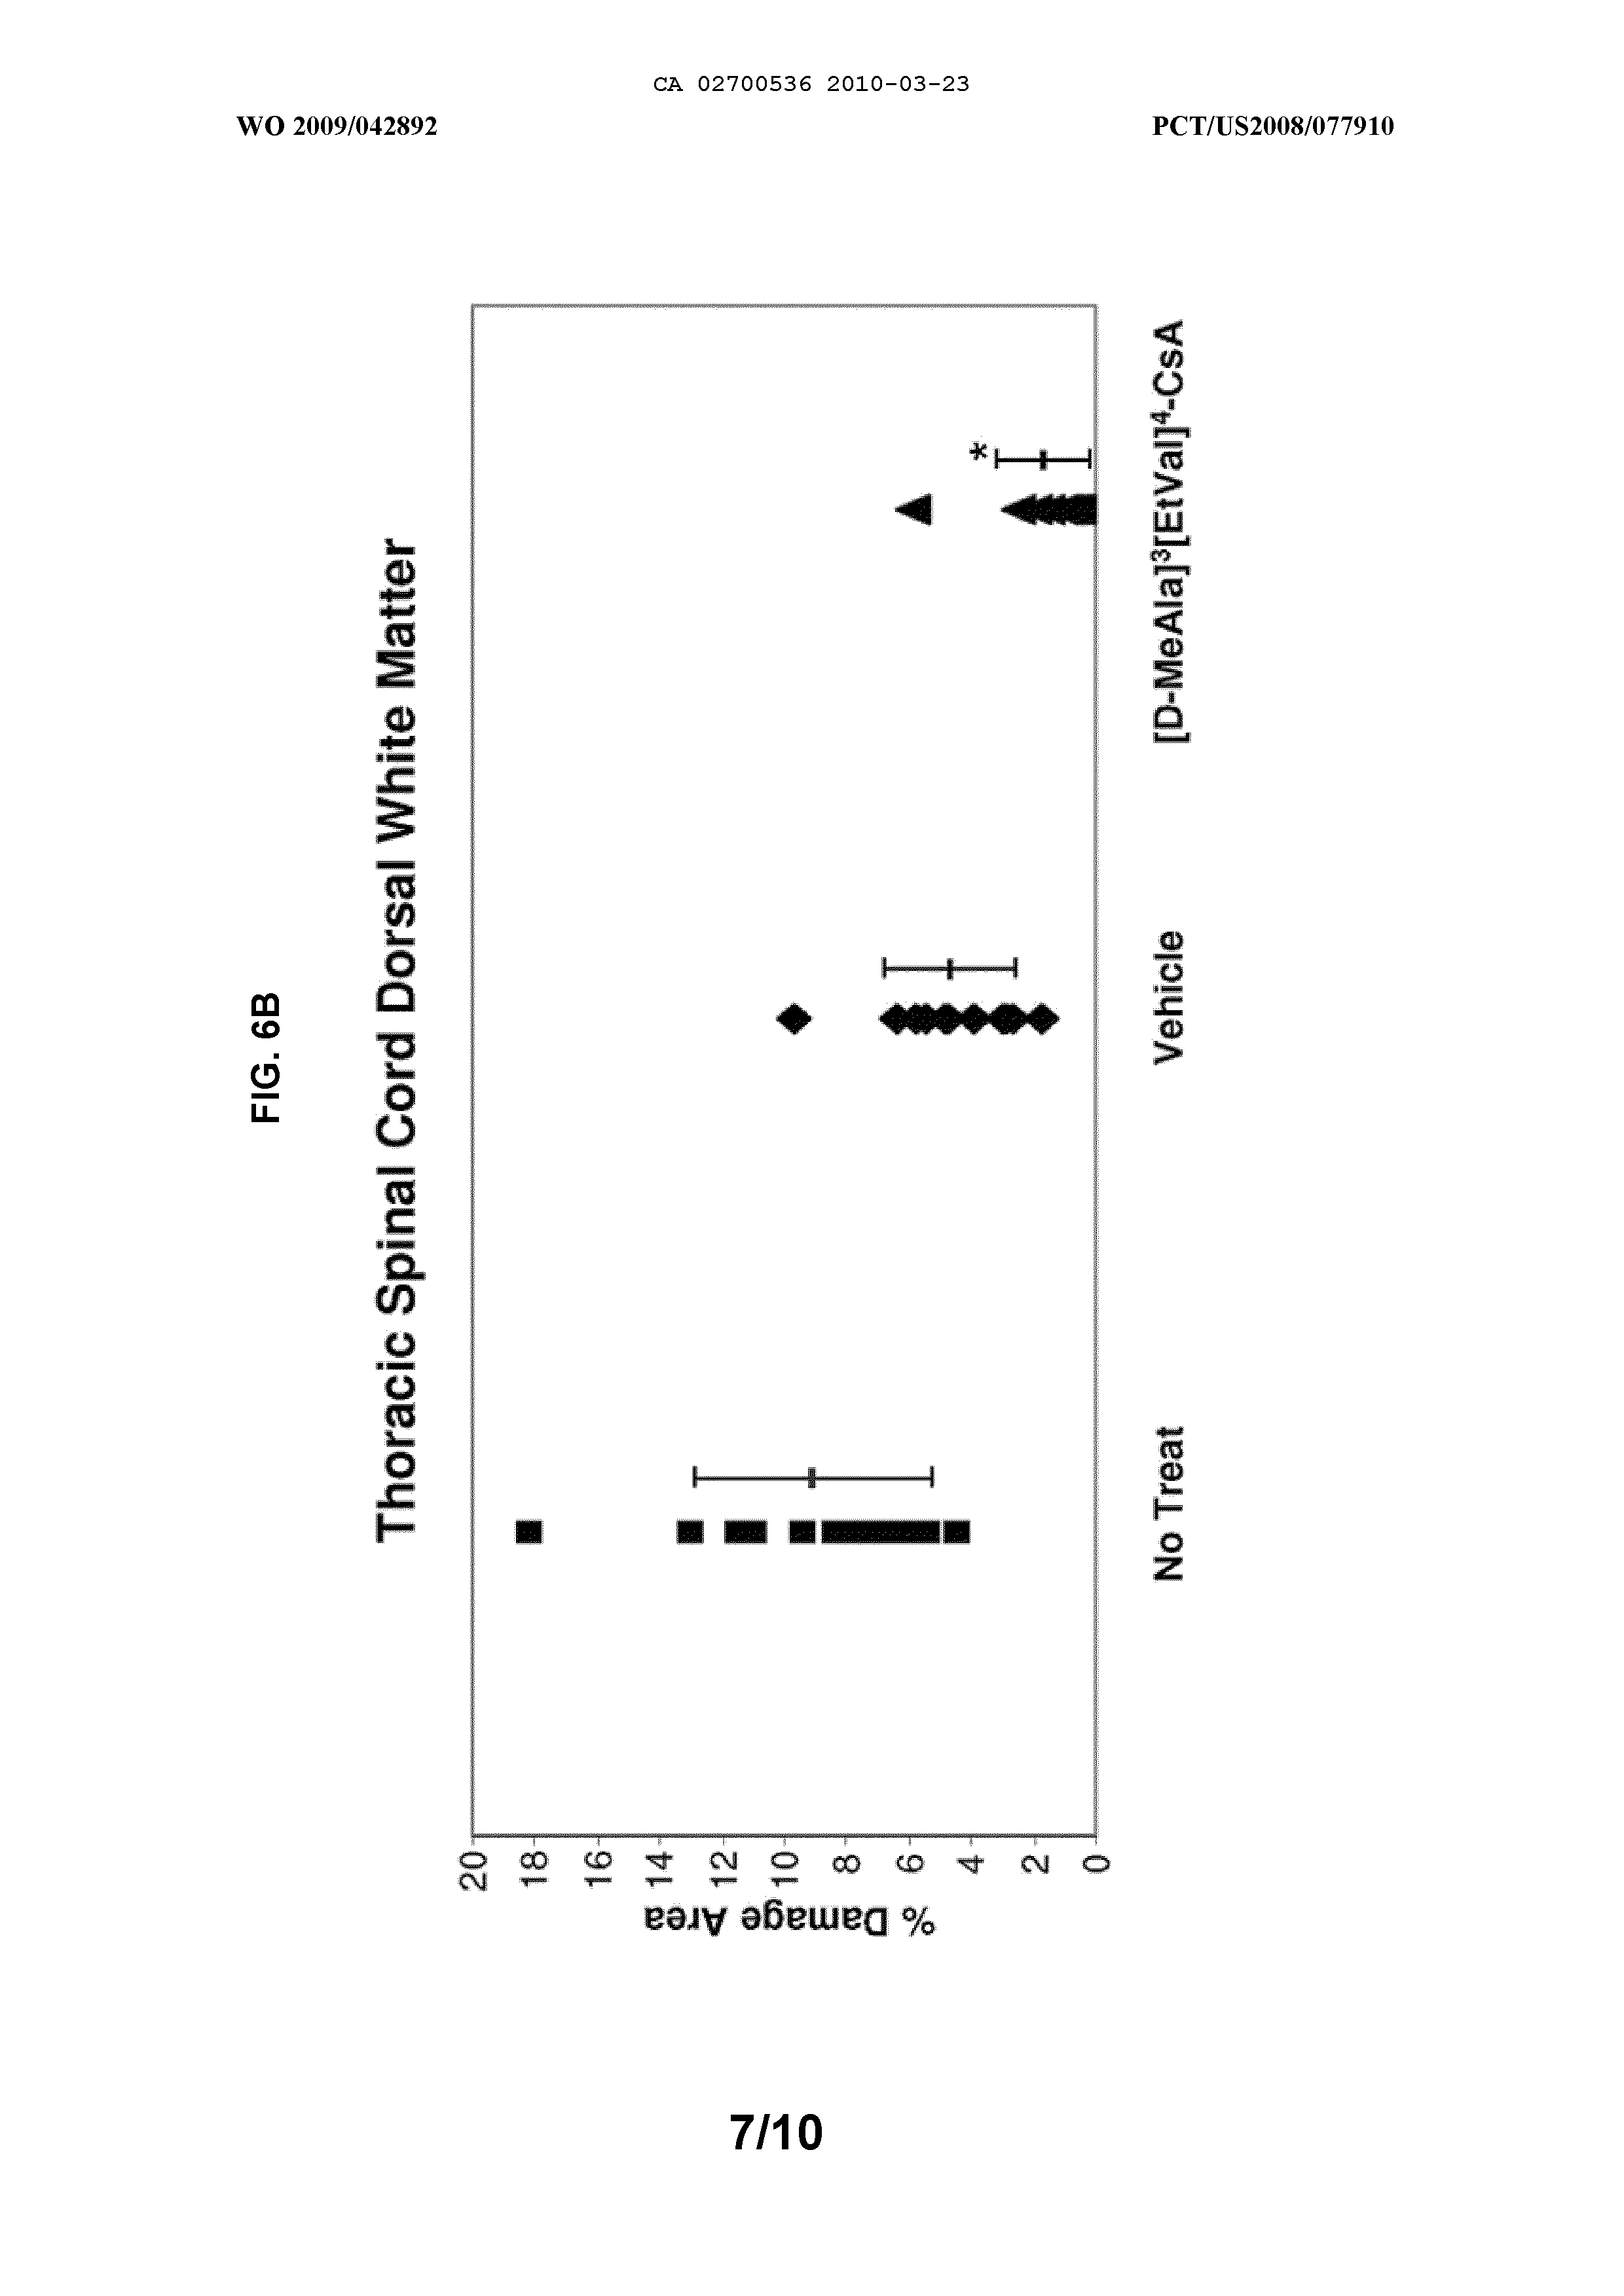 CA 02700536 2010-03-23
WO 2009/042892 PCT/US2008/077910
FIG. 6B
Thoracic Spinal Cord Dorsal White Matter
% Damage Area
20
18
16
14
12
10
8
6
4
2
0
*
No Treat Vehicle [D-MeAla]³[EtVal]⁴-CsA
7/10